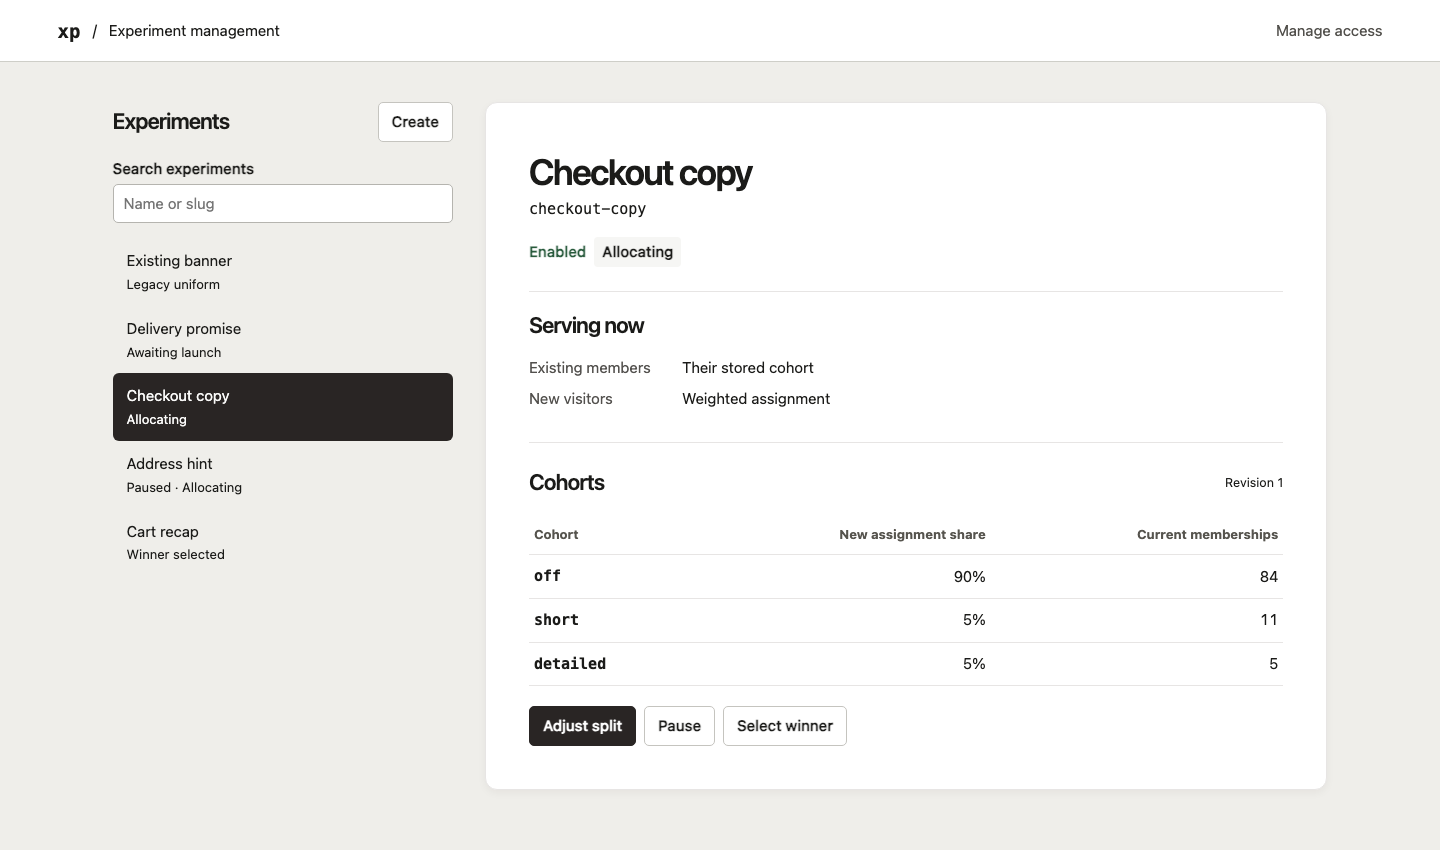 xp / Experiment management
Manage access
Experiments
Create
Search experiments
Name or slug
Existing banner
Legacy uniform
Delivery promise
Awaiting launch
Checkout copy
Allocating
Address hint
Paused · Allocating
Cart recap
Winner selected
Checkout copy
checkout-copy
Enabled Allocating
Serving now
Existing members Their stored cohort
New visitors Weighted assignment
Cohorts Revision 1
Cohort New assignment share Current memberships
off 90% 84
short 5% 11
detailed 5% 5
Adjust split Pause Select winner